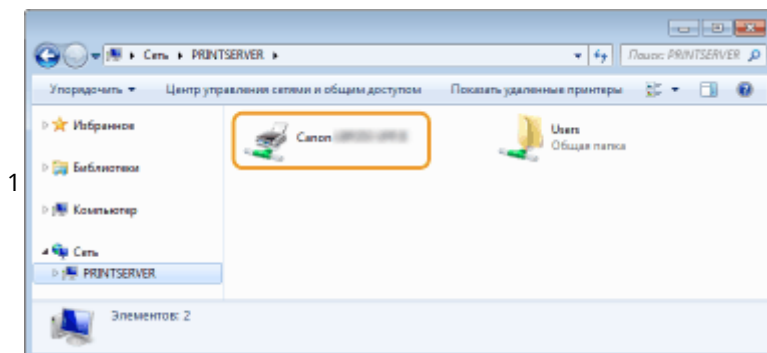 Сеть ▸ PRINTSERVER ▸
Поиск: PRINTSERVER
Упорядочить Центр управления сетями и общим доступом Показать удаленные принтеры
Избранное
Canon
Users
Общая папка
Библиотеки
1
Компьютер
Сеть
PRINTSERVER
Элементов: 2